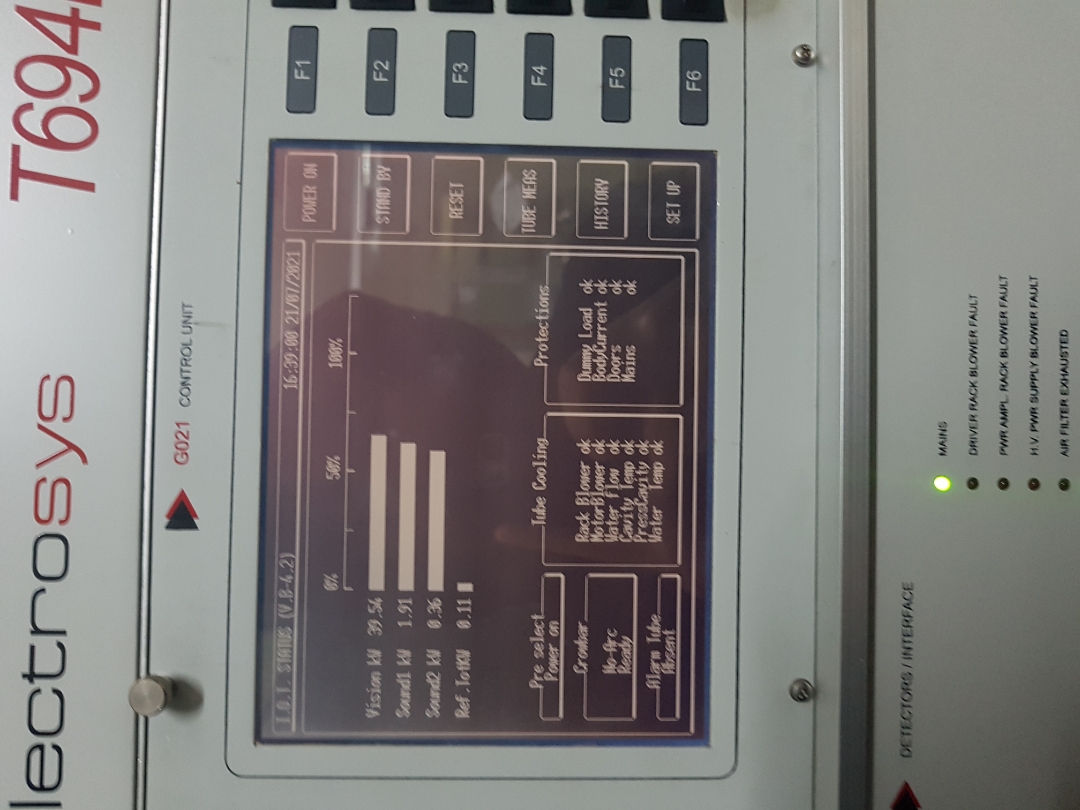 lectrosys T694
G021 CONTROL UNIT
I.O.T. STATUS (V.B-4.2) 16:39:00 21/07/2021
0% 50% 100%
Vision kW 39.54
Sound1 kW 1.91
Sound2 kW 0.36
Ref.TotKW 0.11
POWER ON
STAND BY
RESET
TUBE MEAS
HISTORY
SET UP
F1
F2
F3
F4
F5
F6
Pre select
Power on
Crowbar
No-Arc
Ready
Alarm Tube
Absent
Tube Cooling
Rack Blower ok
MotorBlower ok
Water flow ok
Cavity Temp ok
PressCavity ok
Water Temp ok
Protections
Dummy Load ok
BodyCurrent ok
Doors ok
Mains ok
DETECTORS / INTERFACE
MAINS
DRIVER RACK BLOWER FAULT
PWR AMPL. RACK BLOWER FAULT
H.V. PWR SUPPLY BLOWER FAULT
AIR FILTER EXHAUSTED